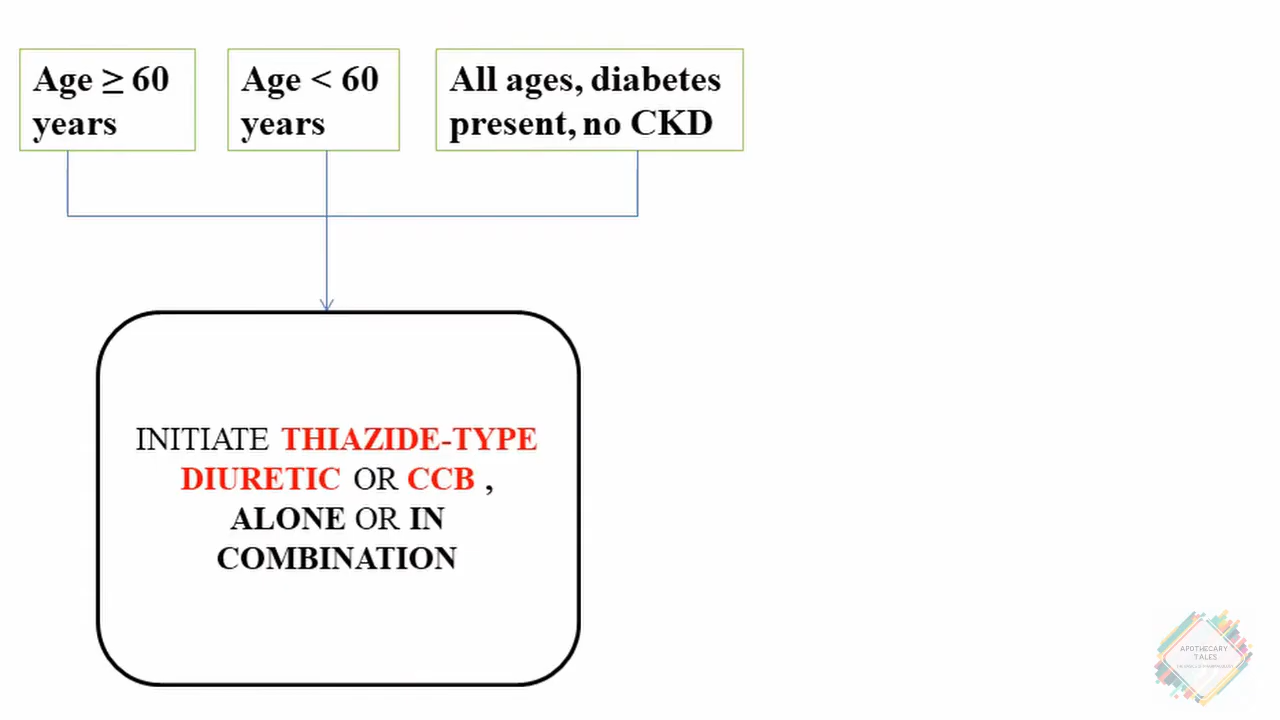 Age ≥ 60
years
Age < 60
years
All ages, diabetes
present, no CKD
INITIATE THIAZIDE-TYPE
DIURETIC OR CCB ,
ALONE OR IN
COMBINATION
APOTHECARY
TALES